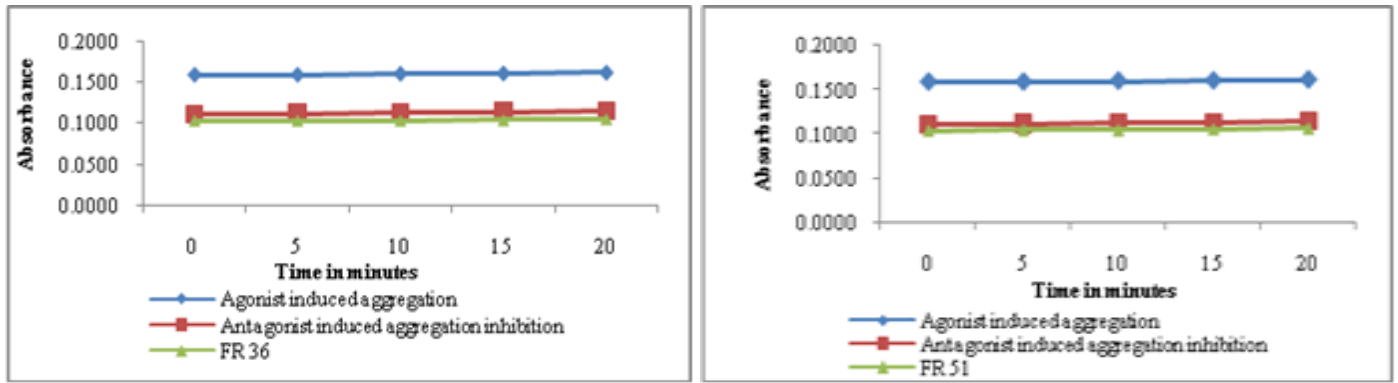 0.2000
0.1500
0.1000
0.0500
0.0000
Absorbance
0 5 10 15 20
Time in minutes
Agonist induced aggregation
Antagonist induced aggregation inhibition
FR 36
0.2000
0.1500
0.1000
0.0500
0.0000
Absorbance
0 5 10 15 20
Time in minutes
Agonist induced aggregation
Antagonist induced aggregation inhibition
FR 51